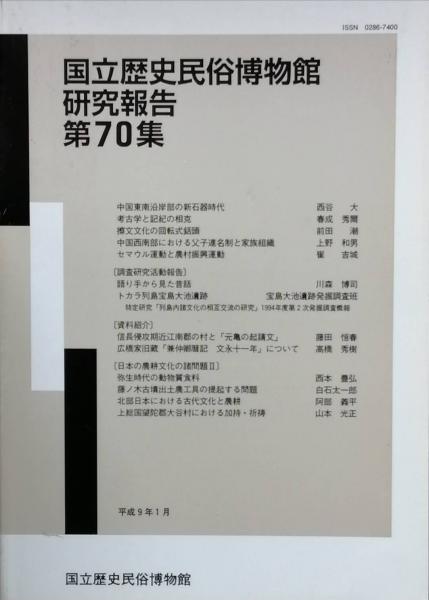 ISSN 0286-7400
国立歴史民俗博物館
研究報告
第70集
中国東南沿岸部の新石器時代 西谷 大
考古学と記紀の相克 春成 秀爾
擦文文化の回転式銛頭 前田 潮
中国西南部における父子連名制と家族組織 上野 和男
セマウル運動と農村振興運動 崔 吉城
〔調査研究活動報告〕
語り手から見た昔話 川森 博司
トカラ列島宝島大池遺跡 宝島大池遺跡発掘調査班
特定研究「列島内諸文化の相互交流の研究」1994年度第2次発掘調査概報
〔資料紹介〕
信長侵攻期近江南郡の村と「元亀の起請文」 藤田 恒春
広橋家旧蔵「兼仲卿暦記 文永十一年」について 高橋 秀樹
〔日本の農耕文化の諸問題Ⅱ〕
弥生時代の動物質食料 西本 豊弘
藤ノ木古墳出土農工具の提起する問題 白石太一郎
北部日本における古代文化と農耕 阿部 義平
上総国望陀郡大谷村における加持・祈祷 山本 光正
平成9年1月
国立歴史民俗博物館